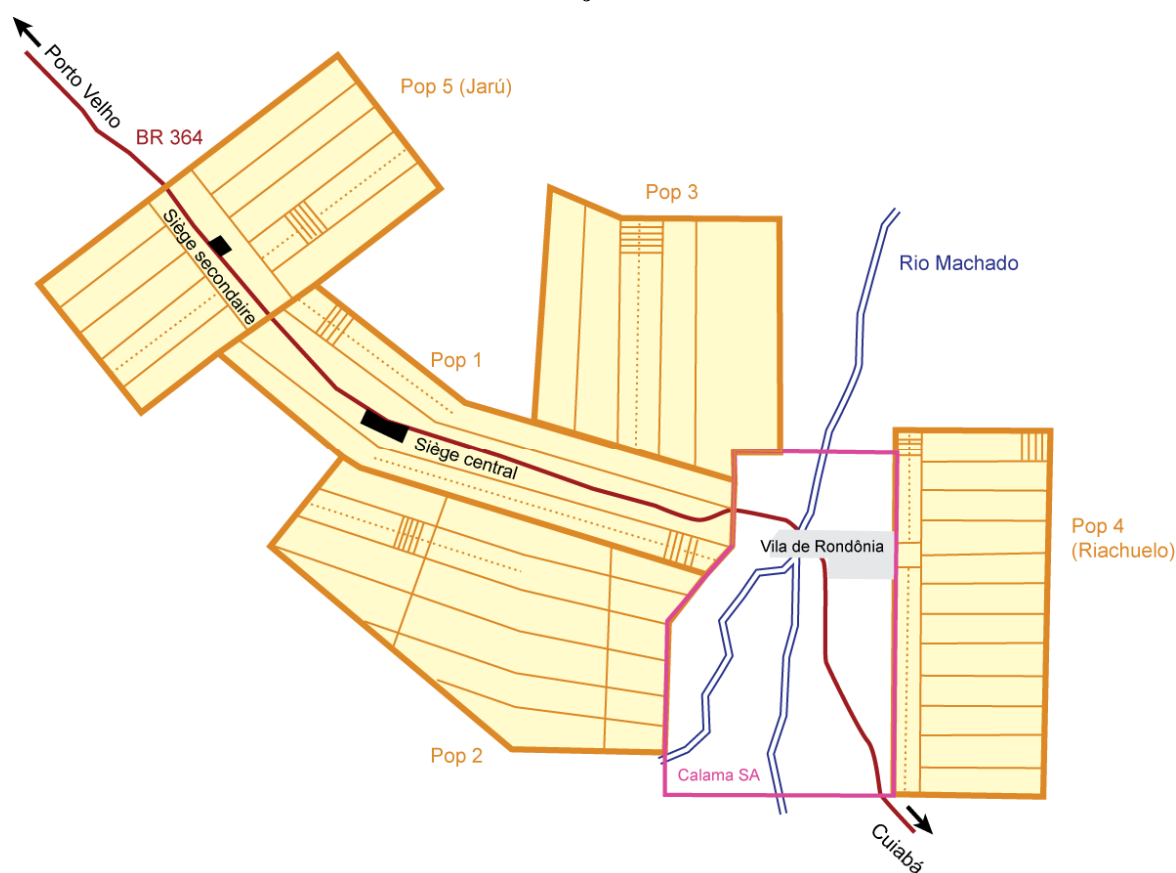 Porto Velho
BR 364
Pop 5 (Jarú)
Siège secondaire
Pop 3
Rio Machado
Pop 1
Siège central
Vila de Rondônia
Pop 4
(Riachuelo)
Pop 2
Calama SA
Cuiabá